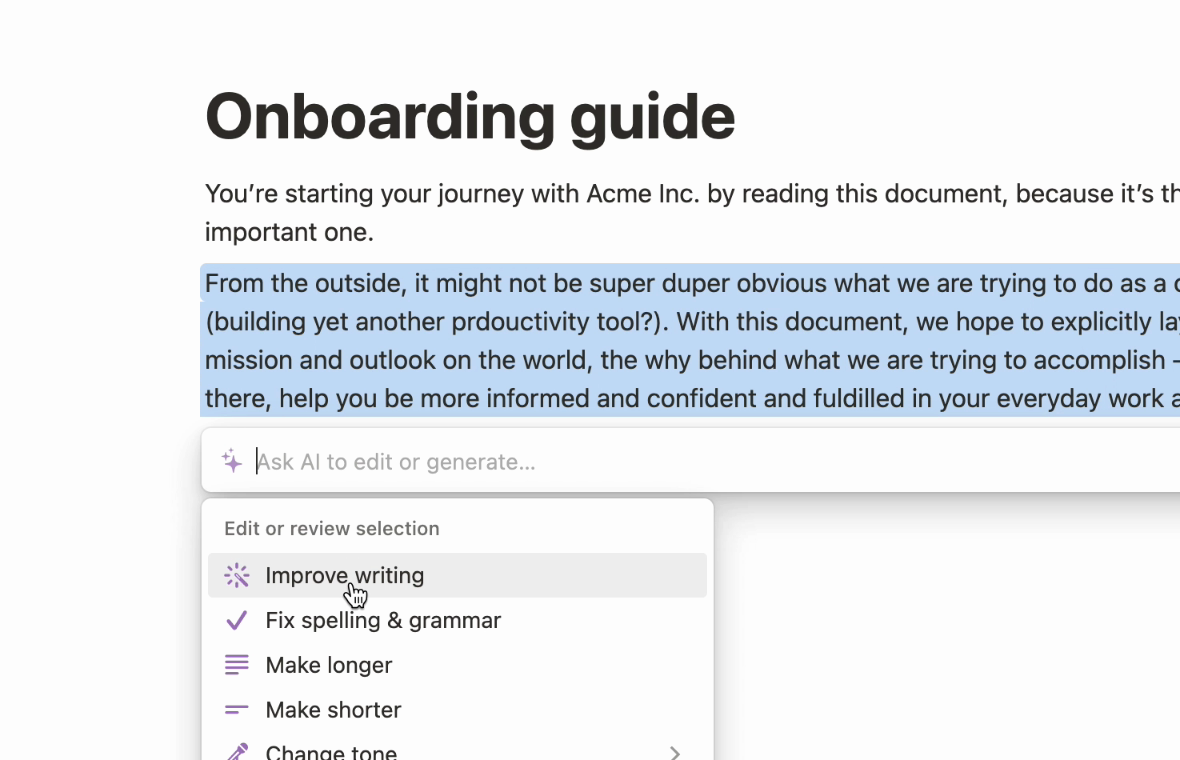 Onboarding guide
You’re starting your journey with Acme Inc. by reading this document, because it’s
important one.
From the outside, it might not be super duper obvious what we are trying to do as a
(building yet another prdouctivity tool?). With this document, we hope to explicitly
mission and outlook on the world, the why behind what we are trying to accomplish -
there, help you be more informed and confident and fuldilled in your everyday work
Ask AI to edit or generate...
Edit or review selection
Improve writing
Fix spelling & grammar
Make longer
Make shorter
Change tone